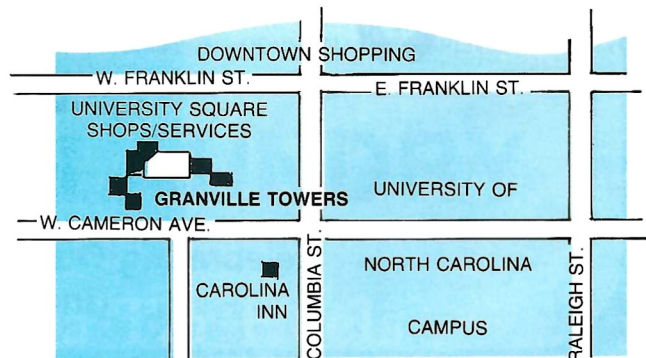 DOWNTOWN SHOPPING
W. FRANKLIN ST.
E. FRANKLIN ST.
UNIVERSITY SQUARE
SHOPS/SERVICES
GRANVILLE TOWERS
UNIVERSITY OF
W. CAMERON AVE.
NORTH CAROLINA
CAROLINA
INN
CAMPUS
COLUMBIA ST.
RALEIGH ST.